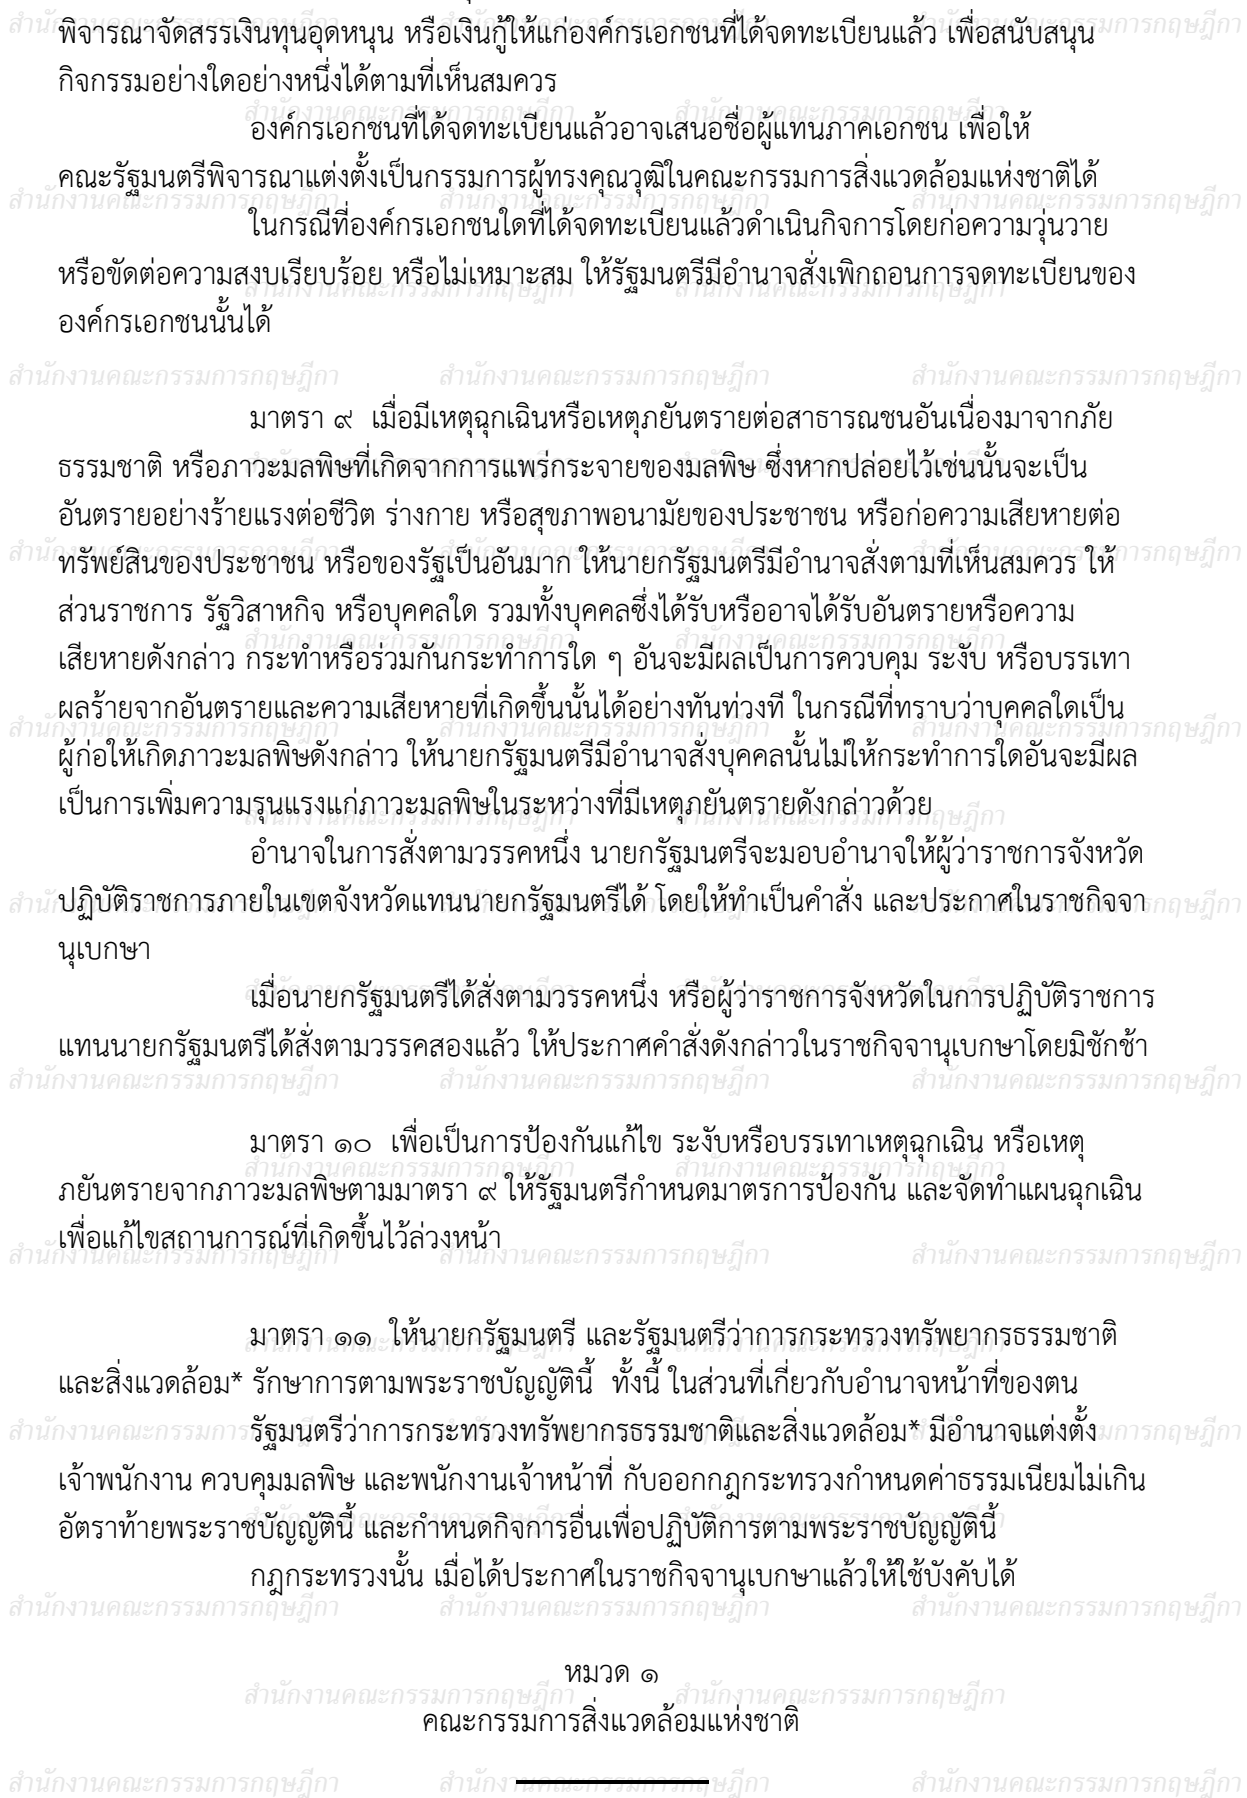 พิจารณาจัดสรรเงินทุนอุดหนุน หรือเงินกู้ให้แก่องค์กรเอกชนที่ได้จดทะเบียนแล้ว เพื่อสนับสนุน
กิจกรรมอย่างใดอย่างหนึ่งได้ตามที่เห็นสมควร
องค์กรเอกชนที่ได้จดทะเบียนแล้วอาจเสนอชื่อผู้แทนภาคเอกชน เพื่อให้
คณะรัฐมนตรีพิจารณาแต่งตั้งเป็นกรรมการผู้ทรงคุณวุฒิในคณะกรรมการสิ่งแวดล้อมแห่งชาติได้
ในกรณีที่องค์กรเอกชนใดที่ได้จดทะเบียนแล้วดำเนินกิจการโดยก่อความวุ่นวาย
หรือขัดต่อความสงบเรียบร้อย หรือไม่เหมาะสม ให้รัฐมนตรีมีอำนาจสั่งเพิกถอนการจดทะเบียนของ
องค์กรเอกชนนั้นได้
มาตรา ๙  เมื่อมีเหตุฉุกเฉินหรือเหตุภยันตรายต่อสาธารณชนอันเนื่องมาจากภัย
ธรรมชาติ หรือภาวะมลพิษที่เกิดจากการแพร่กระจายของมลพิษ ซึ่งหากปล่อยไว้เช่นนั้นจะเป็น
อันตรายอย่างร้ายแรงต่อชีวิต ร่างกาย หรือสุขภาพอนามัยของประชาชน หรือก่อความเสียหายต่อ
ทรัพย์สินของประชาชน หรือของรัฐเป็นอันมาก ให้นายกรัฐมนตรีมีอำนาจสั่งตามที่เห็นสมควร ให้
ส่วนราชการ รัฐวิสาหกิจ หรือบุคคลใด รวมทั้งบุคคลซึ่งได้รับหรืออาจได้รับอันตรายหรือความ
เสียหายดังกล่าว กระทำหรือร่วมกันกระทำการใด ๆ อันจะมีผลเป็นการควบคุม ระงับ หรือบรรเทา
ผลร้ายจากอันตรายและความเสียหายที่เกิดขึ้นนั้นได้อย่างทันท่วงที ในกรณีที่ทราบว่าบุคคลใดเป็น
ผู้ก่อให้เกิดภาวะมลพิษดังกล่าว ให้นายกรัฐมนตรีมีอำนาจสั่งบุคคลนั้นไม่ให้กระทำการใดอันจะมีผล
เป็นการเพิ่มความรุนแรงแก่ภาวะมลพิษในระหว่างที่มีเหตุภยันตรายดังกล่าวด้วย
อำนาจในการสั่งตามวรรคหนึ่ง นายกรัฐมนตรีจะมอบอำนาจให้ผู้ว่าราชการจังหวัด
ปฏิบัติราชการภายในเขตจังหวัดแทนนายกรัฐมนตรีได้ โดยให้ทำเป็นคำสั่ง และประกาศในราชกิจจา
นุเบกษา
เมื่อนายกรัฐมนตรีได้สั่งตามวรรคหนึ่ง หรือผู้ว่าราชการจังหวัดในการปฏิบัติราชการ
แทนนายกรัฐมนตรีได้สั่งตามวรรคสองแล้ว ให้ประกาศคำสั่งดังกล่าวในราชกิจจานุเบกษาโดยมิชักช้า
มาตรา ๑๐  เพื่อเป็นการป้องกันแก้ไข ระงับหรือบรรเทาเหตุฉุกเฉิน หรือเหตุ
ภยันตรายจากภาวะมลพิษตามมาตรา ๙ ให้รัฐมนตรีกำหนดมาตรการป้องกัน และจัดทำแผนฉุกเฉิน
เพื่อแก้ไขสถานการณ์ที่เกิดขึ้นไว้ล่วงหน้า
มาตรา ๑๑  ให้นายกรัฐมนตรี และรัฐมนตรีว่าการกระทรวงทรัพยากรธรรมชาติ
และสิ่งแวดล้อม* รักษาการตามพระราชบัญญัตินี้  ทั้งนี้ ในส่วนที่เกี่ยวกับอำนาจหน้าที่ของตน
รัฐมนตรีว่าการกระทรวงทรัพยากรธรรมชาติและสิ่งแวดล้อม* มีอำนาจแต่งตั้ง
เจ้าพนักงาน ควบคุมมลพิษ และพนักงานเจ้าหน้าที่ กับออกกฎกระทรวงกำหนดค่าธรรมเนียมไม่เกิน
อัตราท้ายพระราชบัญญัตินี้ และกำหนดกิจการอื่นเพื่อปฏิบัติการตามพระราชบัญญัตินี้
กฎกระทรวงนั้น เมื่อได้ประกาศในราชกิจจานุเบกษาแล้วให้ใช้บังคับได้
หมวด ๑
คณะกรรมการสิ่งแวดล้อมแห่งชาติ